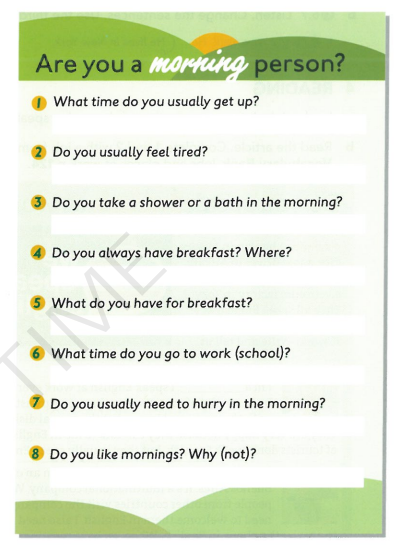 Are you a morning person?
1 What time do you usually get up?
2 Do you usually feel tired?
3 Do you take a shower or a bath in the morning?
4 Do you always have breakfast? Where?
5 What do you have for breakfast?
6 What time do you go to work (school)?
7 Do you usually need to hurry in the morning?
8 Do you like mornings? Why (not)?
TIME